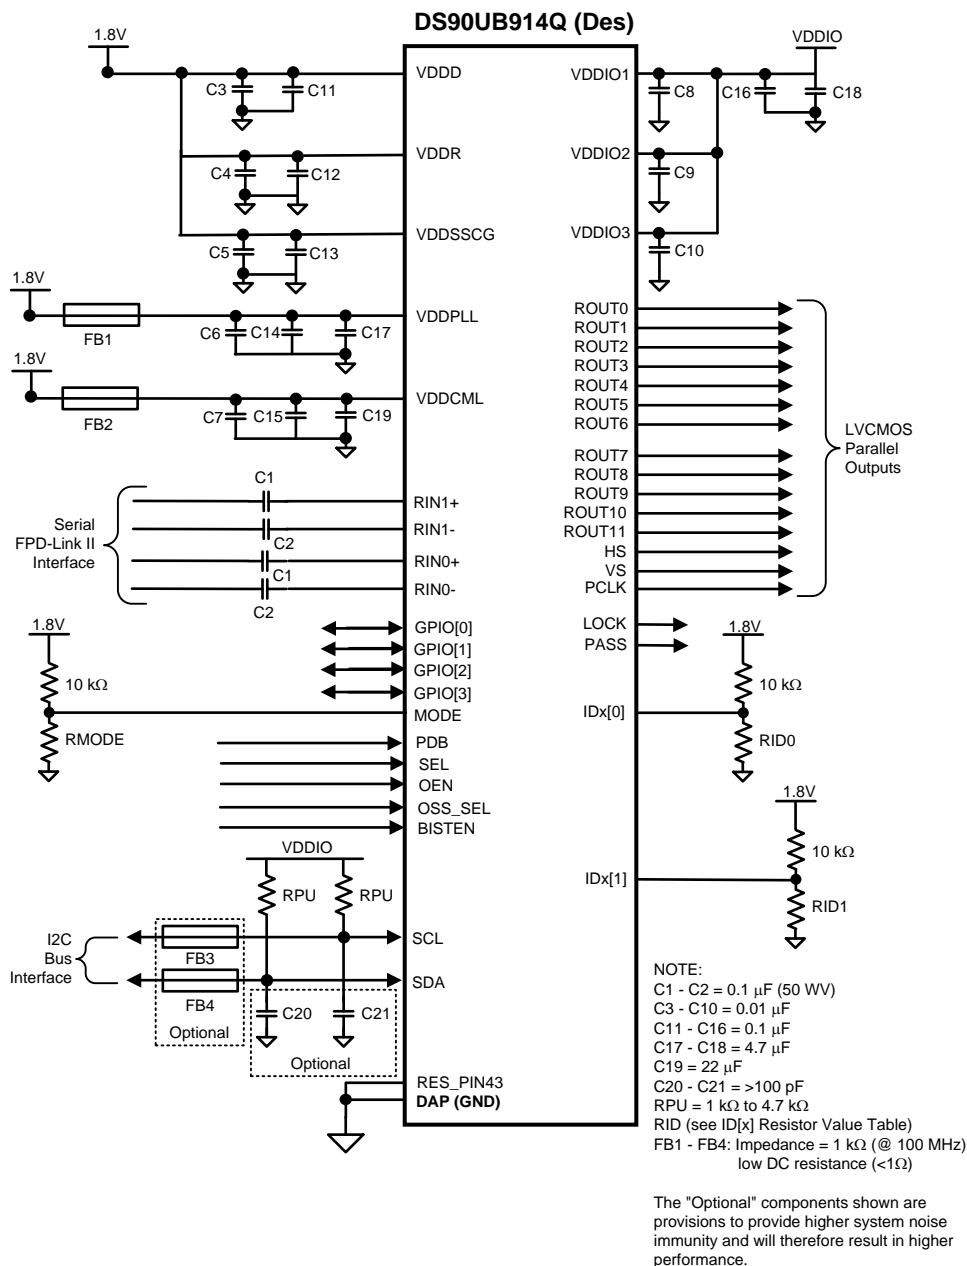 DS90UB914Q (Des)
1.8V
VDDIO
VDDD
VDDIO1
C3
C11
C8
C16
C18
VDDR
VDDIO2
C4
C12
C9
VDDSSCG
VDDIO3
C5
C13
C10
1.8V
FB1
C6
C14
C17
VDDPLL
1.8V
FB2
C7
C15
C19
VDDCML
ROUT0
ROUT1
ROUT2
ROUT3
ROUT4
ROUT5
ROUT6
ROUT7
ROUT8
ROUT9
ROUT10
ROUT11
HS
VS
PCLK
LVCMOS
Parallel
Outputs
Serial
FPD-Link II
Interface
C1
C2
C1
C2
RIN1+
RIN1-
RIN0+
RIN0-
LOCK
PASS
GPIO[0]
GPIO[1]
GPIO[2]
GPIO[3]
1.8V
10 kΩ
RMODE
MODE
1.8V
10 kΩ
IDx[0]
RID0
PDB
SEL
OEN
OSS_SEL
BISTEN
1.8V
10 kΩ
IDx[1]
RID1
VDDIO
RPU
RPU
I2C
Bus
Interface
FB3
FB4
Optional
SCL
SDA
C20
C21
Optional
RES_PIN43
DAP (GND)
NOTE:
C1 - C2 = 0.1 µF (50 WV)
C3 - C10 = 0.01 µF
C11 - C16 = 0.1 µF
C17 - C18 = 4.7 µF
C19 = 22 µF
C20 - C21 = >100 pF
RPU = 1 kΩ to 4.7 kΩ
RID (see ID[x] Resistor Value Table)
FB1 - FB4: Impedance = 1 kΩ (@ 100 MHz)
low DC resistance (<1Ω)
The "Optional" components shown are
provisions to provide higher system noise
immunity and will therefore result in higher
performance.